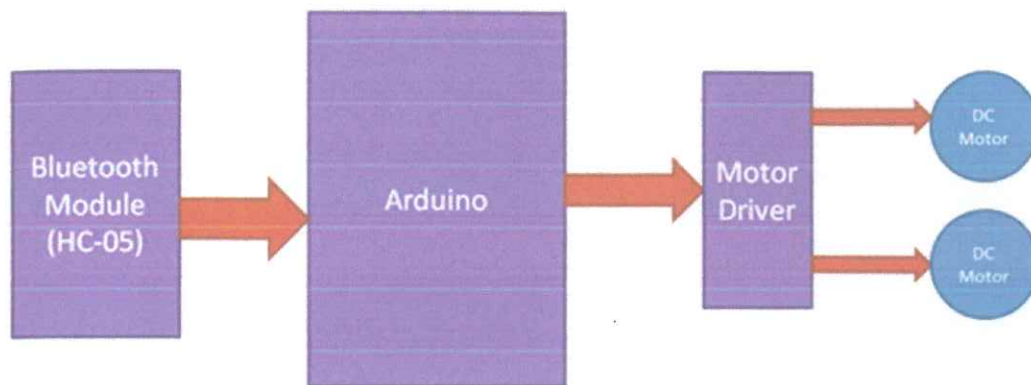 Bluetooth
Module
(HC-05)
Arduino
Motor
Driver
DC
Motor
DC
Motor